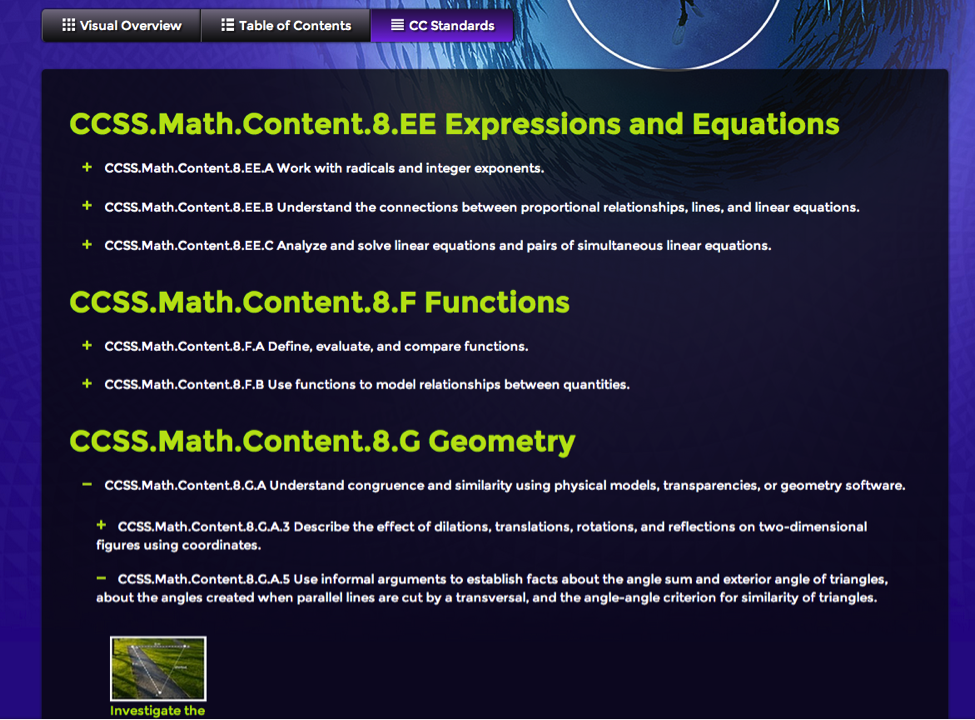 Visual Overview
Table of Contents
CC Standards
CCSS.Math.Content.8.EE Expressions and Equations
+ CCSS.Math.Content.8.EE.A Work with radicals and integer exponents.
+ CCSS.Math.Content.8.EE.B Understand the connections between proportional relationships, lines, and linear equations.
+ CCSS.Math.Content.8.EE.C Analyze and solve linear equations and pairs of simultaneous linear equations.
CCSS.Math.Content.8.F Functions
+ CCSS.Math.Content.8.F.A Define, evaluate, and compare functions.
+ CCSS.Math.Content.8.F.B Use functions to model relationships between quantities.
CCSS.Math.Content.8.G Geometry
− CCSS.Math.Content.8.G.A Understand congruence and similarity using physical models, transparencies, or geometry software.
+ CCSS.Math.Content.8.G.A.3 Describe the effect of dilations, translations, rotations, and reflections on two-dimensional
figures using coordinates.
− CCSS.Math.Content.8.G.A.5 Use informal arguments to establish facts about the angle sum and exterior angle of triangles,
about the angles created when parallel lines are cut by a transversal, and the angle-angle criterion for similarity of triangles.
Investigate the